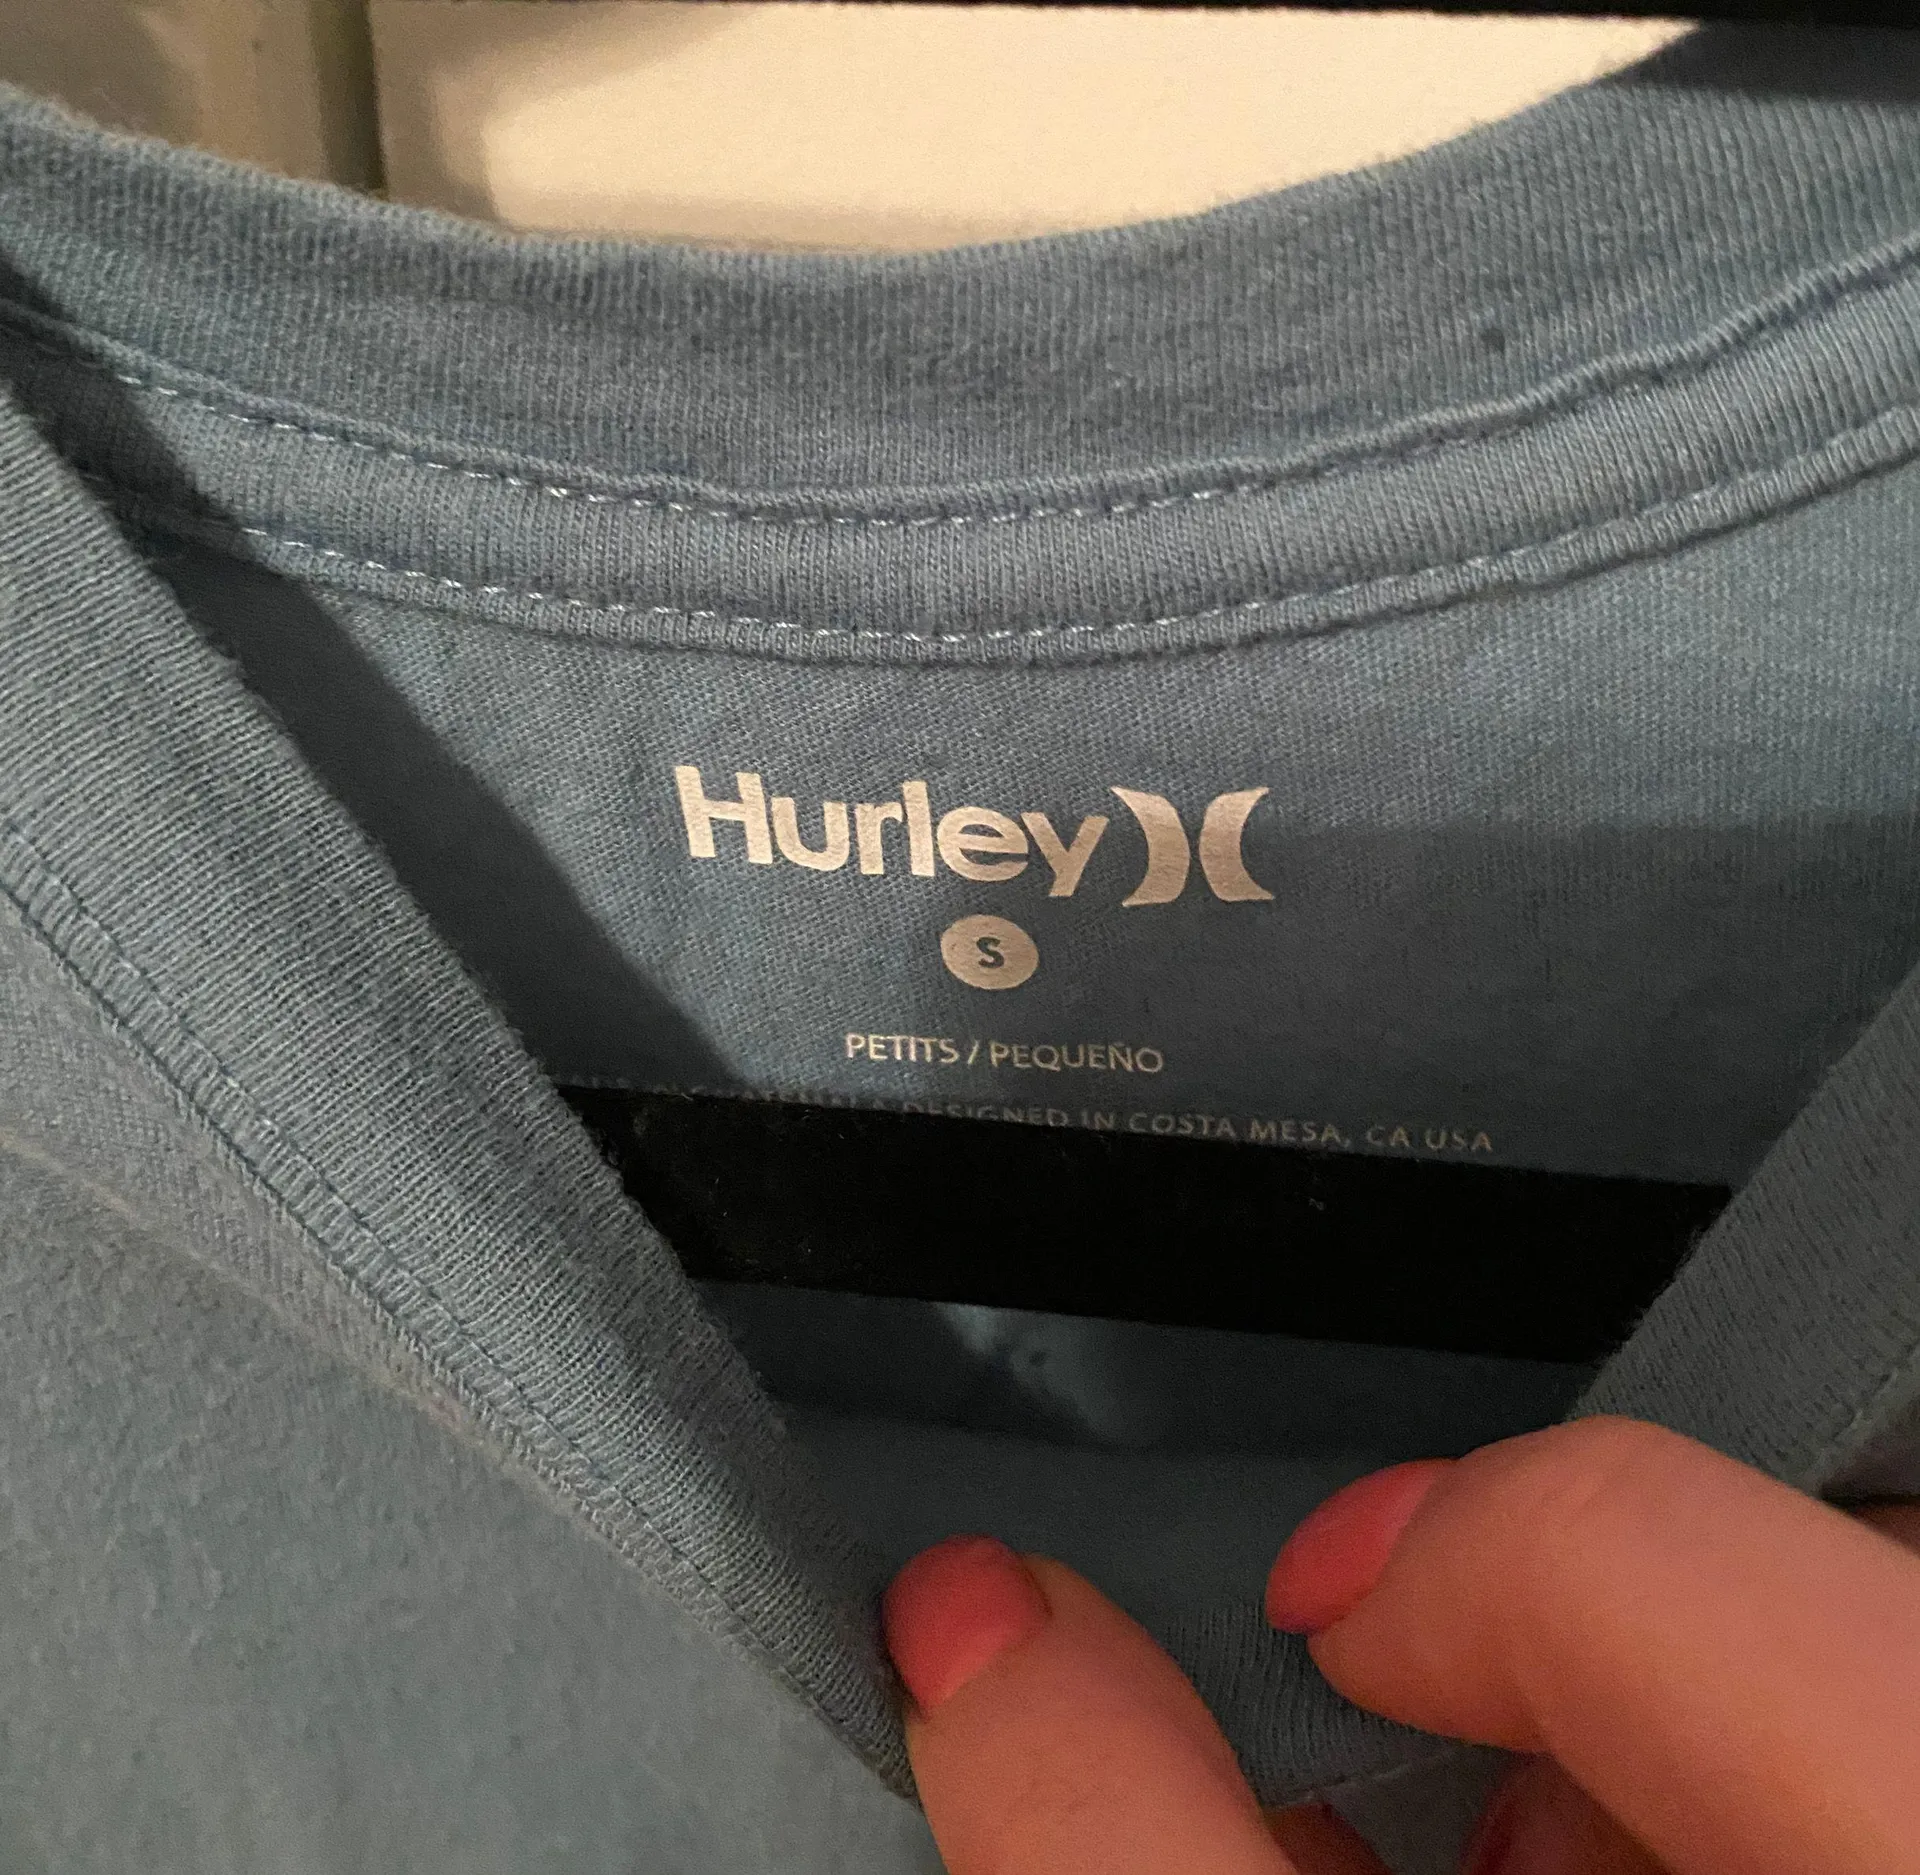 Hurley
S
PETITS / PEQUEÑO
DESIGNED IN COSTA MESA, CA USA